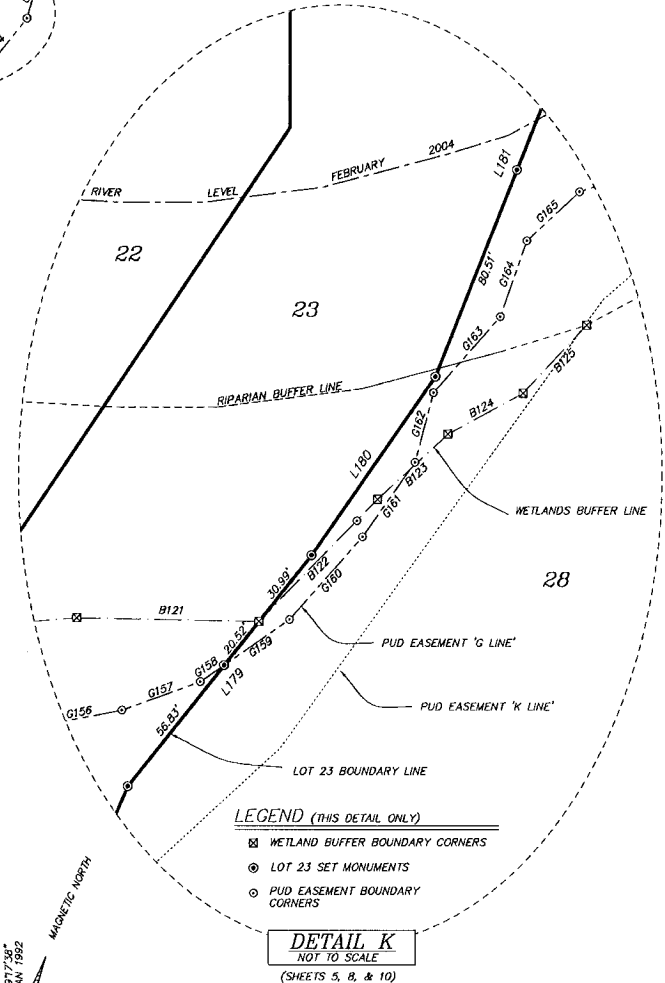 RIVER LEVEL FEBRUARY 2004
L181
G165
22
80.51'
G164
23
G163
RIPARIAN BUFFER LINE
B125
G162
B124
L180
B123
G161
WETLANDS BUFFER LINE
B122
28
30.99'
G160
B121
20.52'
G159
PUD EASEMENT 'G LINE'
G158
L179
G157
G156
PUD EASEMENT 'K LINE'
56.83'
LOT 23 BOUNDARY LINE
LEGEND (THIS DETAIL ONLY)
WETLAND BUFFER BOUNDARY CORNERS
LOT 23 SET MONUMENTS
PUD EASEMENT BOUNDARY
CORNERS
MAGNETIC NORTH
DETAIL K
NOT TO SCALE
(SHEETS 5, 8, & 10)